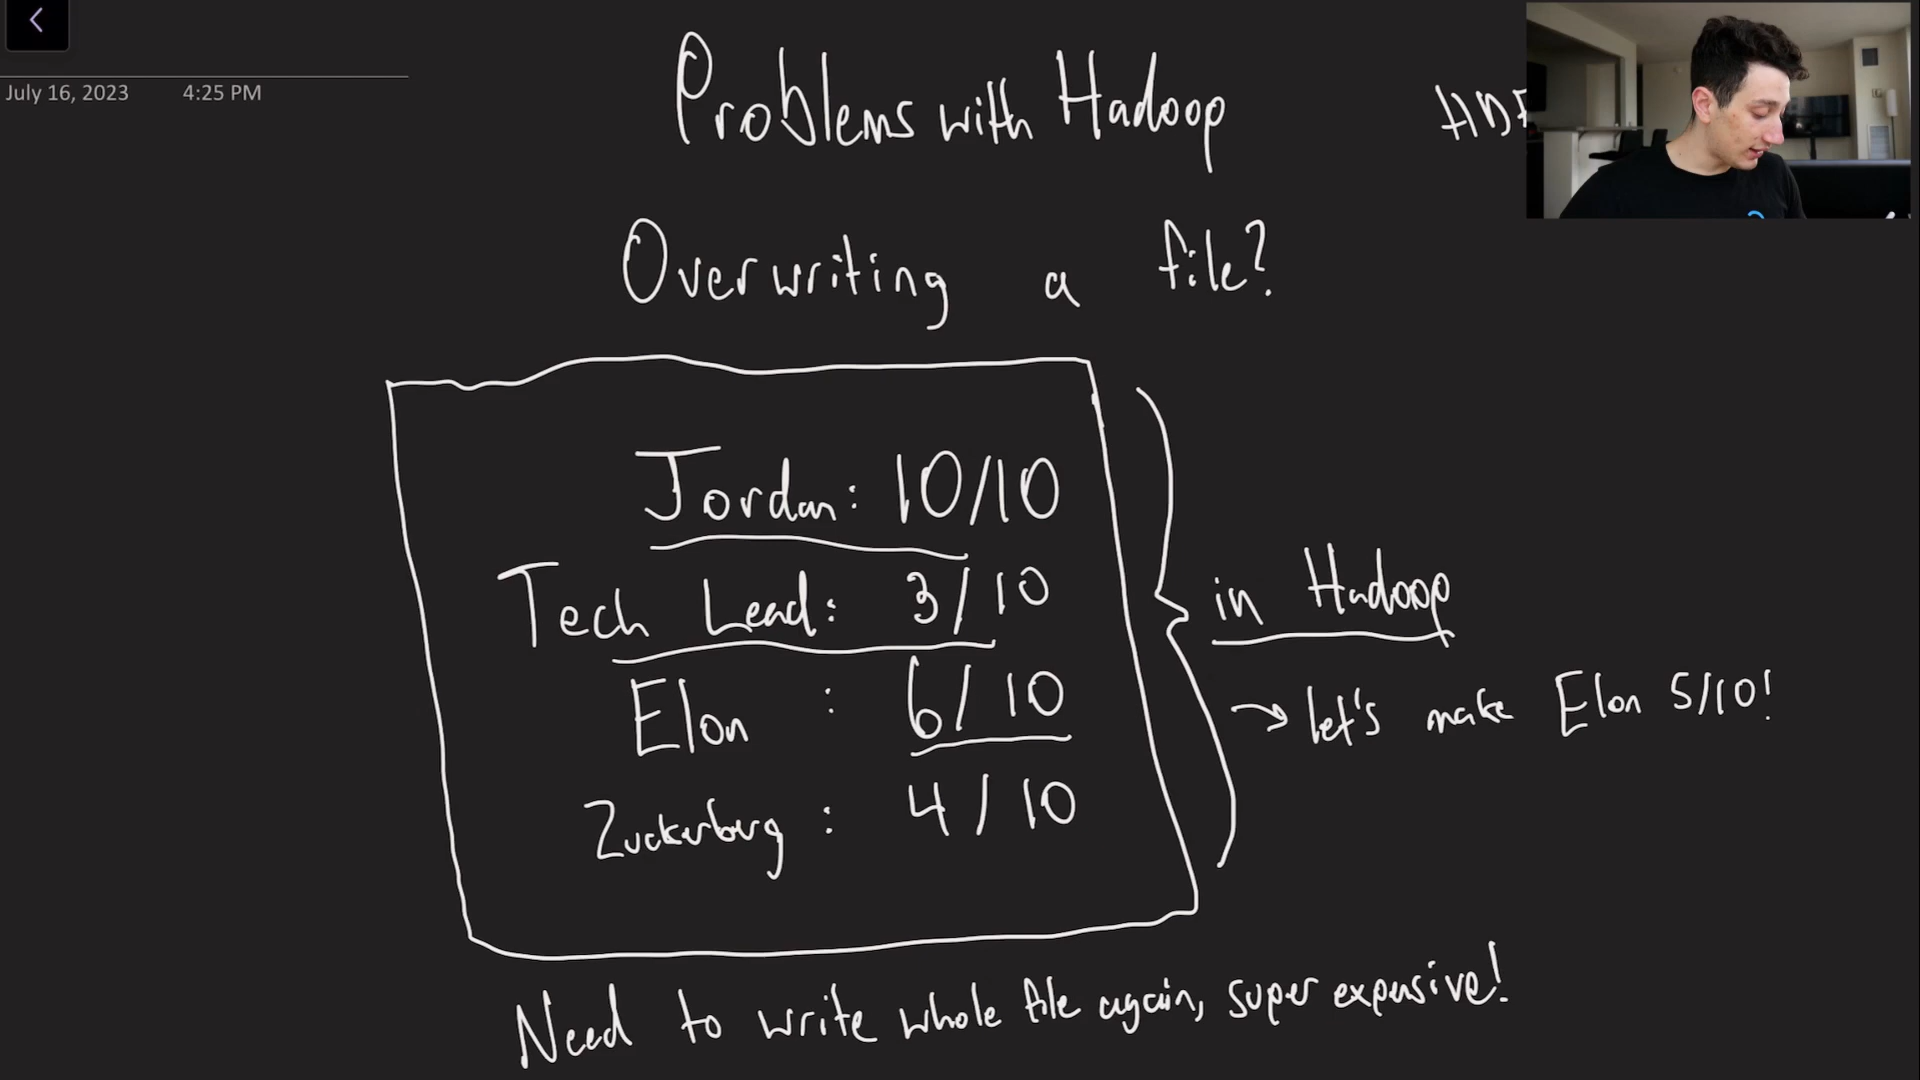 July 16, 2023 4:25 PM
Problems with Hadoop
HDF
Overwriting a file?
Jordan: 10/10
Tech Lead: 3/10
Elon : 6/10
Zuckerberg : 4/10
in Hadoop
→ let's make Elon 5/10!
Need to write whole file again, super expensive!